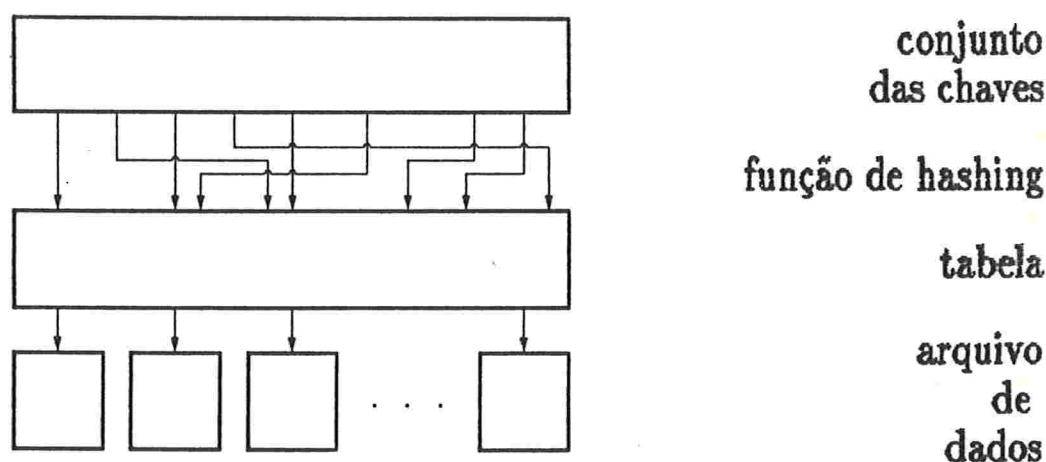 conjunto
das chaves
função de hashing
tabela
. . .
arquivo
de
dados